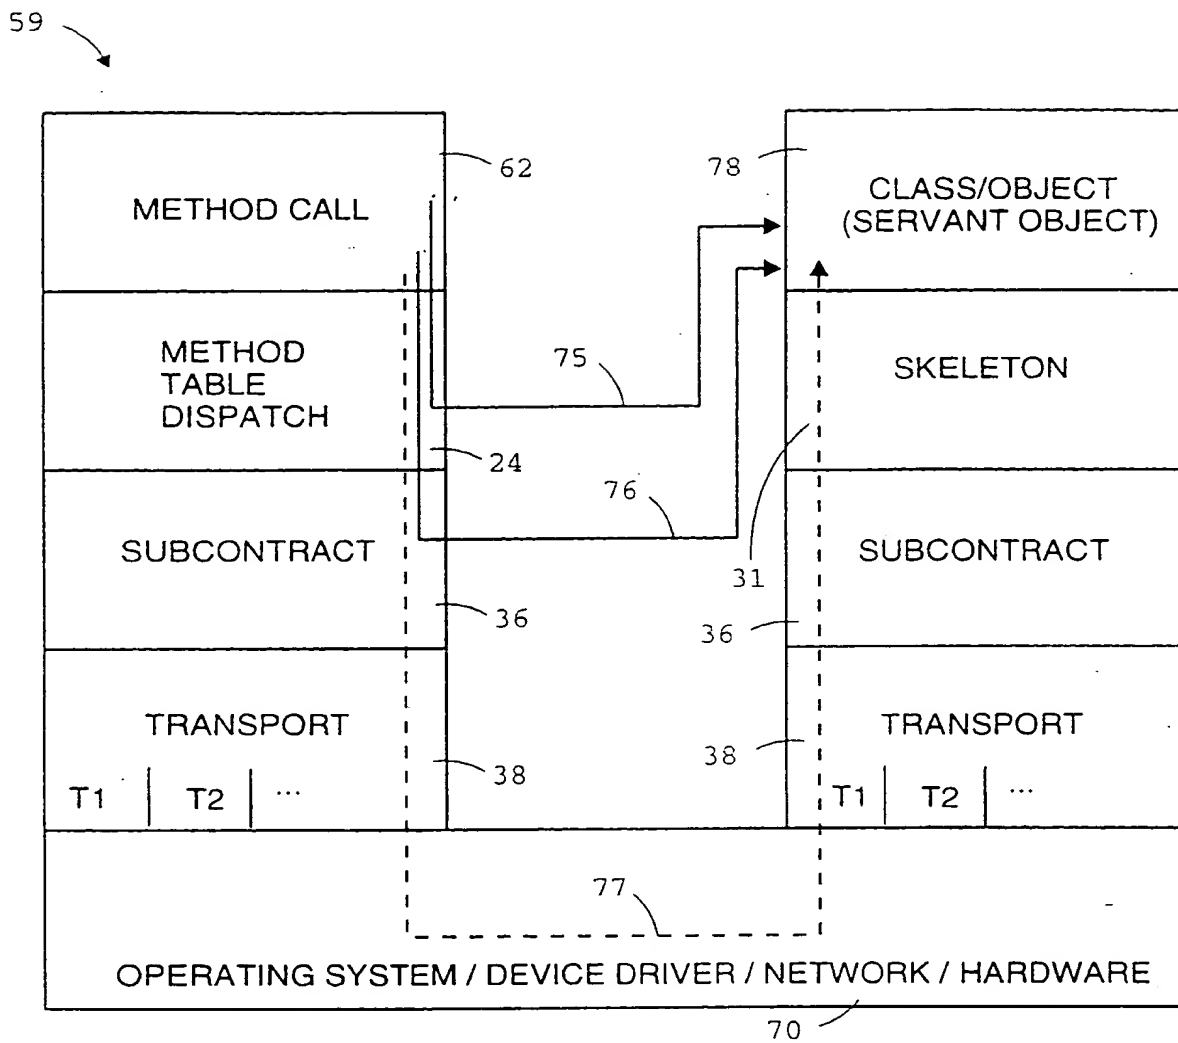 59
62
78
METHOD CALL
CLASS/OBJECT
(SERVANT OBJECT)
METHOD
TABLE
DISPATCH
75
SKELETON
24
76
SUBCONTRACT
31
SUBCONTRACT
36
36
TRANSPORT
38
TRANSPORT
38
T1
T2
...
T1
T2
...
77
OPERATING SYSTEM / DEVICE DRIVER / NETWORK / HARDWARE
70